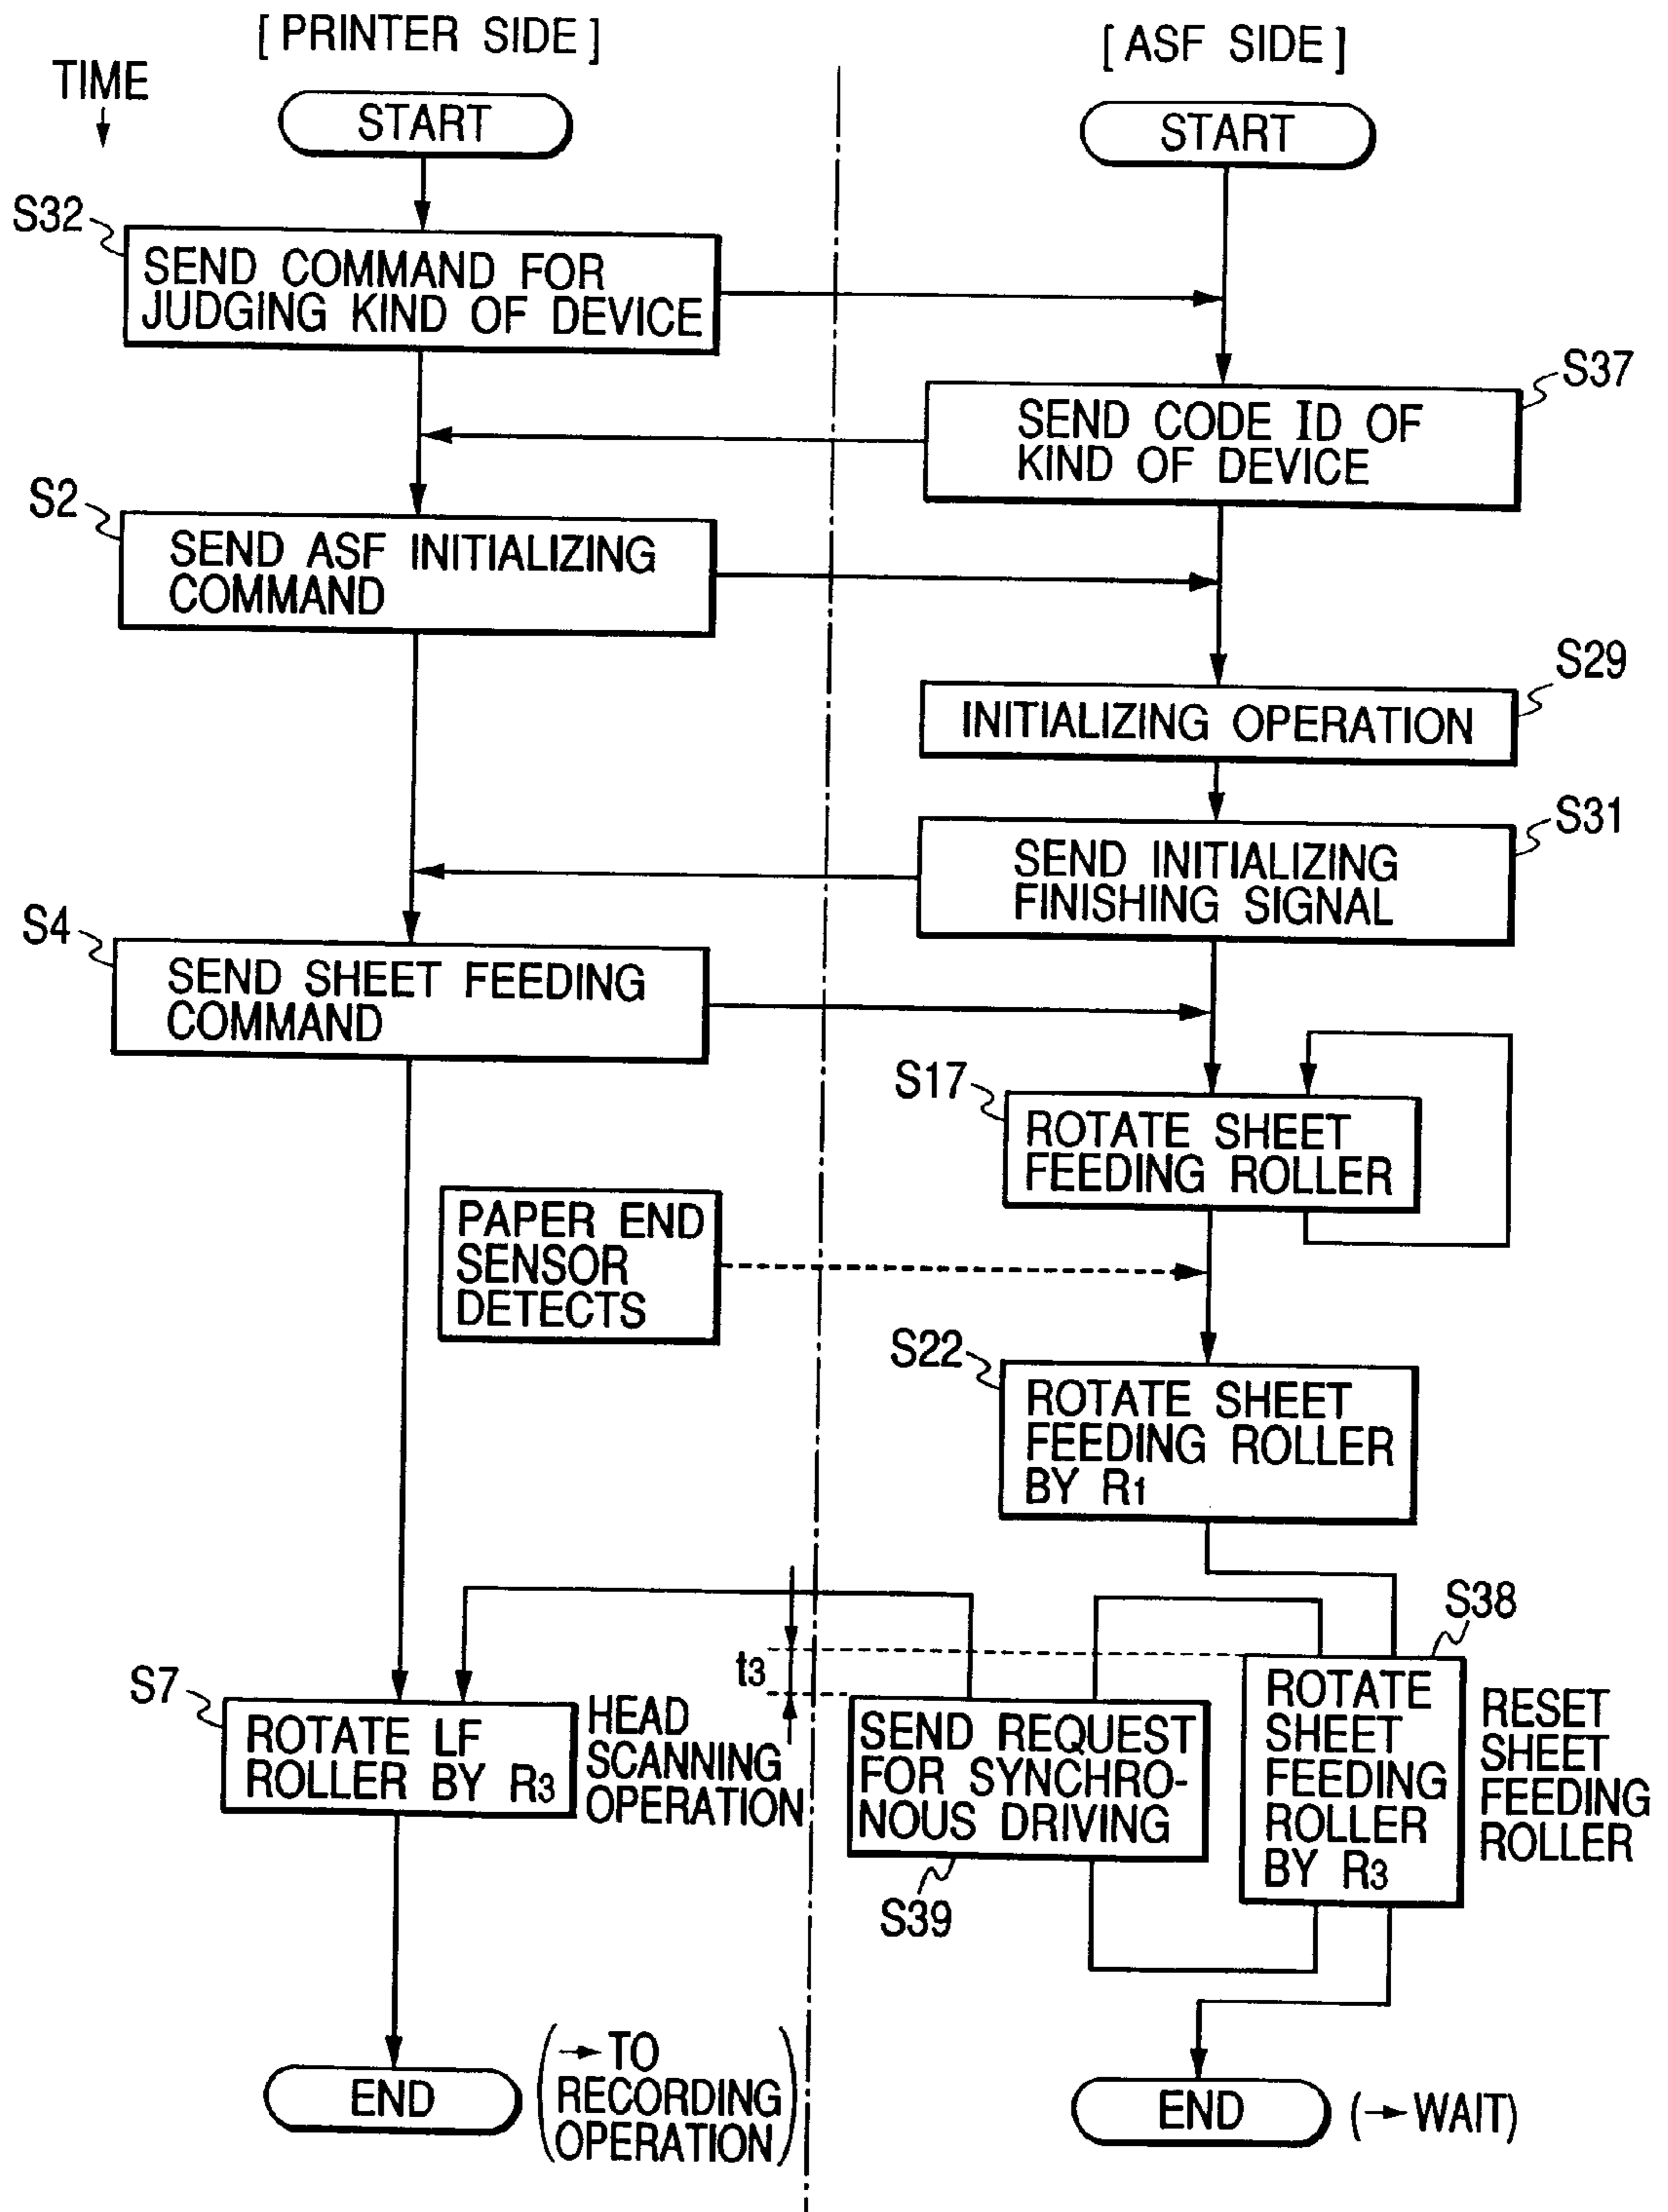 [ PRINTER SIDE ]
[ ASF SIDE ]
TIME
START
START
S32
SEND COMMAND FOR
JUDGING KIND OF DEVICE
S37
SEND CODE ID OF
KIND OF DEVICE
S2
SEND ASF INITIALIZING
COMMAND
S29
INITIALIZING OPERATION
S31
SEND INITIALIZING
FINISHING SIGNAL
S4
SEND SHEET FEEDING
COMMAND
S17
ROTATE SHEET
FEEDING ROLLER
PAPER END
SENSOR
DETECTS
S22
ROTATE SHEET
FEEDING ROLLER
BY R1
S38
t3
S7
ROTATE LF
ROLLER BY R3
HEAD
SCANNING
OPERATION
SEND REQUEST
FOR SYNCHRO-
NOUS DRIVING
S39
ROTATE
SHEET
FEEDING
ROLLER
BY R3
RESET
SHEET
FEEDING
ROLLER
END
(→ TO
RECORDING
OPERATION)
END
(→ WAIT)